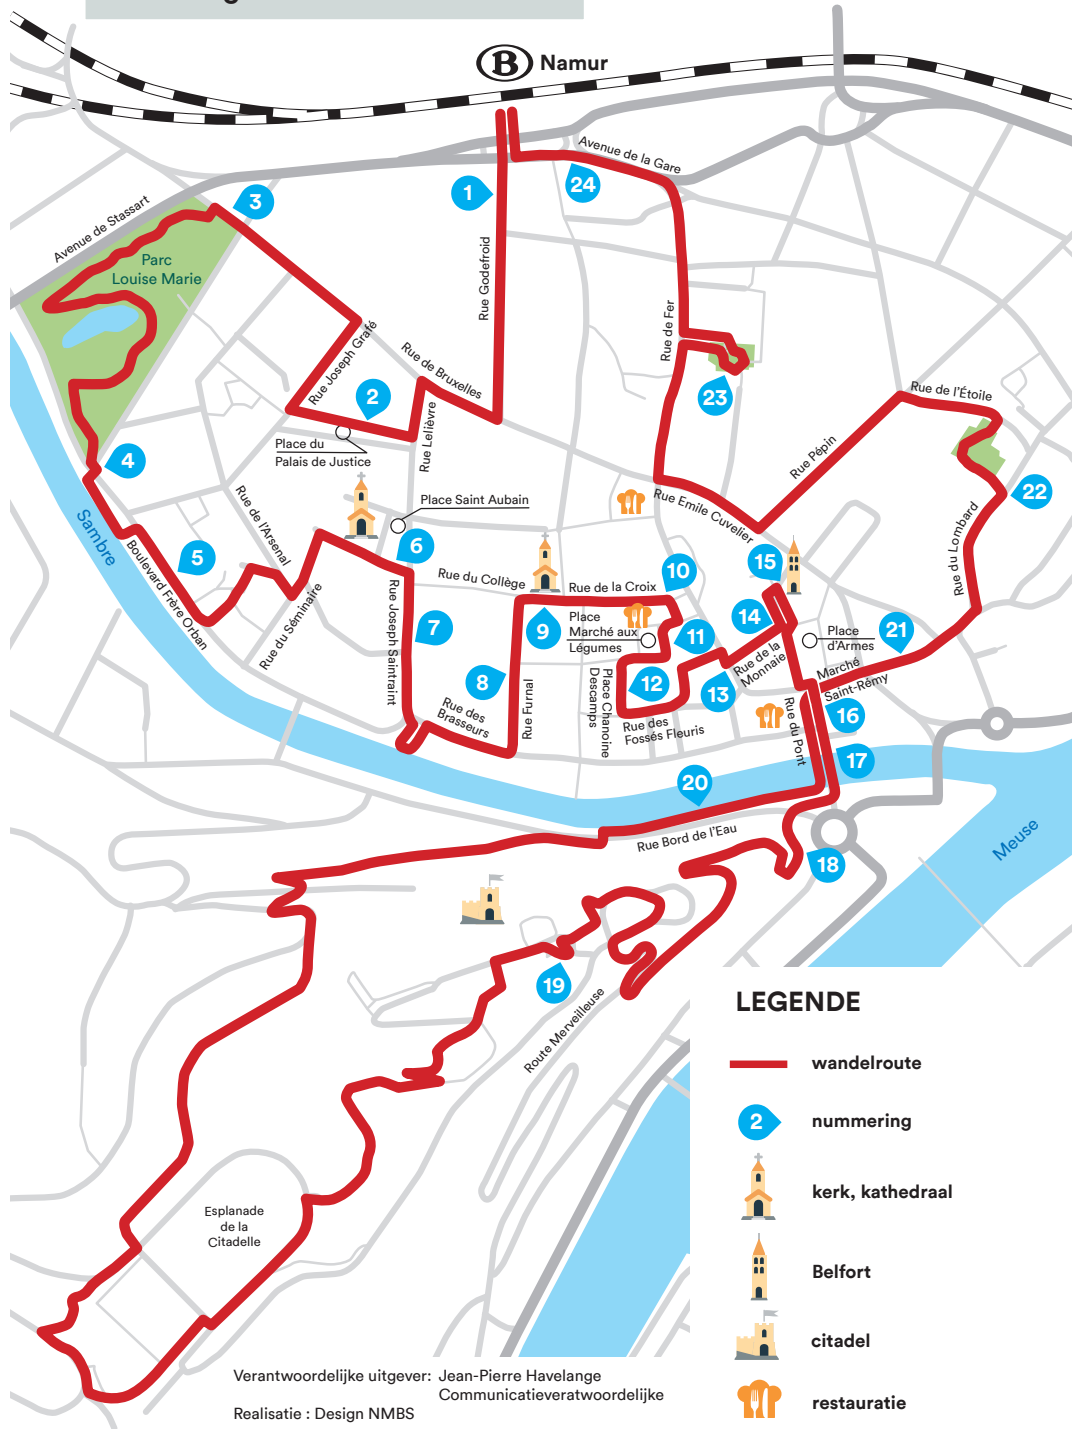 B Namur
Avenue de la Gare
24
1
3
Avenue de Stassart
Parc
Louise Marie
Rue Godefroid
Rue de Fer
Rue Joseph Grafé
Rue de Bruxelles
2
23
Rue de l'Étoile
Rue Lelièvre
Place du
Palais de Justice
Rue Pépin
4
22
Place Saint Aubain
Rue Emile Cuvelier
Rue de l'Arsenal
Sambre
Rue du Lombard
6
5
15
Boulevard Frère Orban
Rue du Collège
Rue de la Croix
10
Rue du Séminaire
Rue Joseph Saintraint
7
9
Place
Marché aux
Légumes
11
14
Place
d'Armes
21
8
12
13
Rue de la
Monnaie
Marché
Saint-Rémy
Place Chanoine
Descamps
Rue Furnal
Rue des
Brasseurs
Rue des
Fossés Fleuris
Rue du Pont
16
17
20
Rue Bord de l'Eau
18
Meuse
19
Route Merveilleuse
Esplanade
de la
Citadelle
LEGENDE
wandelroute
2 nummering
kerk, kathedraal
Belfort
citadel
restauratie
Verantwoordelijke uitgever: Jean-Pierre Havelange
Communicatieveratwoordelijke
Realisatie : Design NMBS